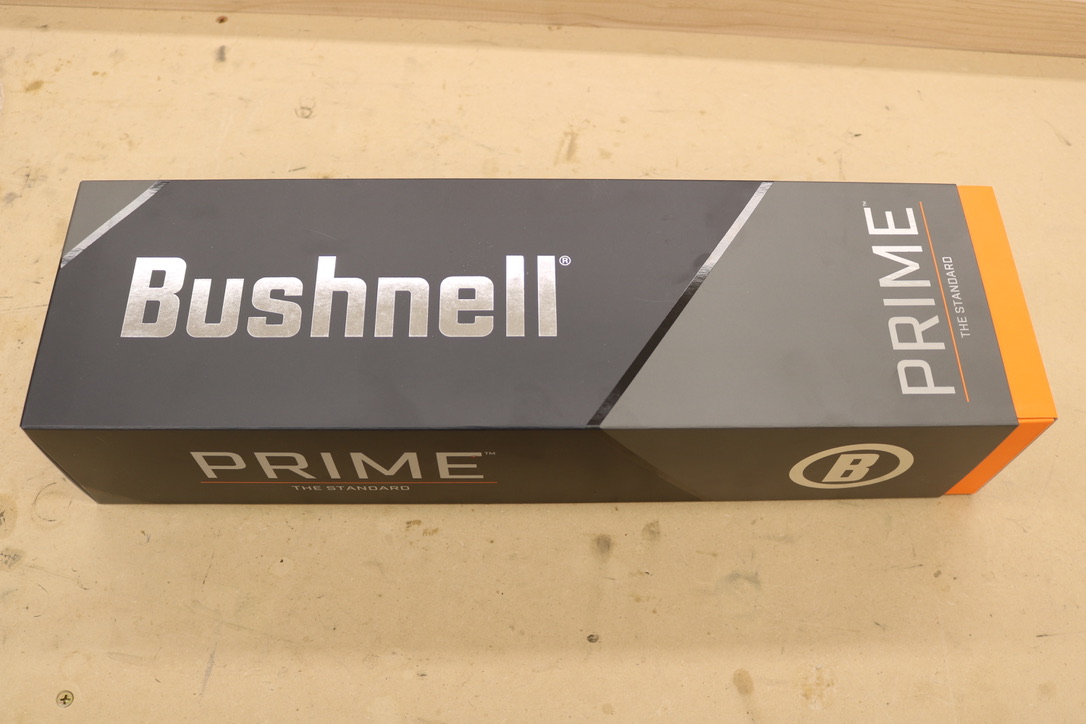 Bushnell®
PRIME™
THE STANDARD
PRIME™
THE STANDARD
B